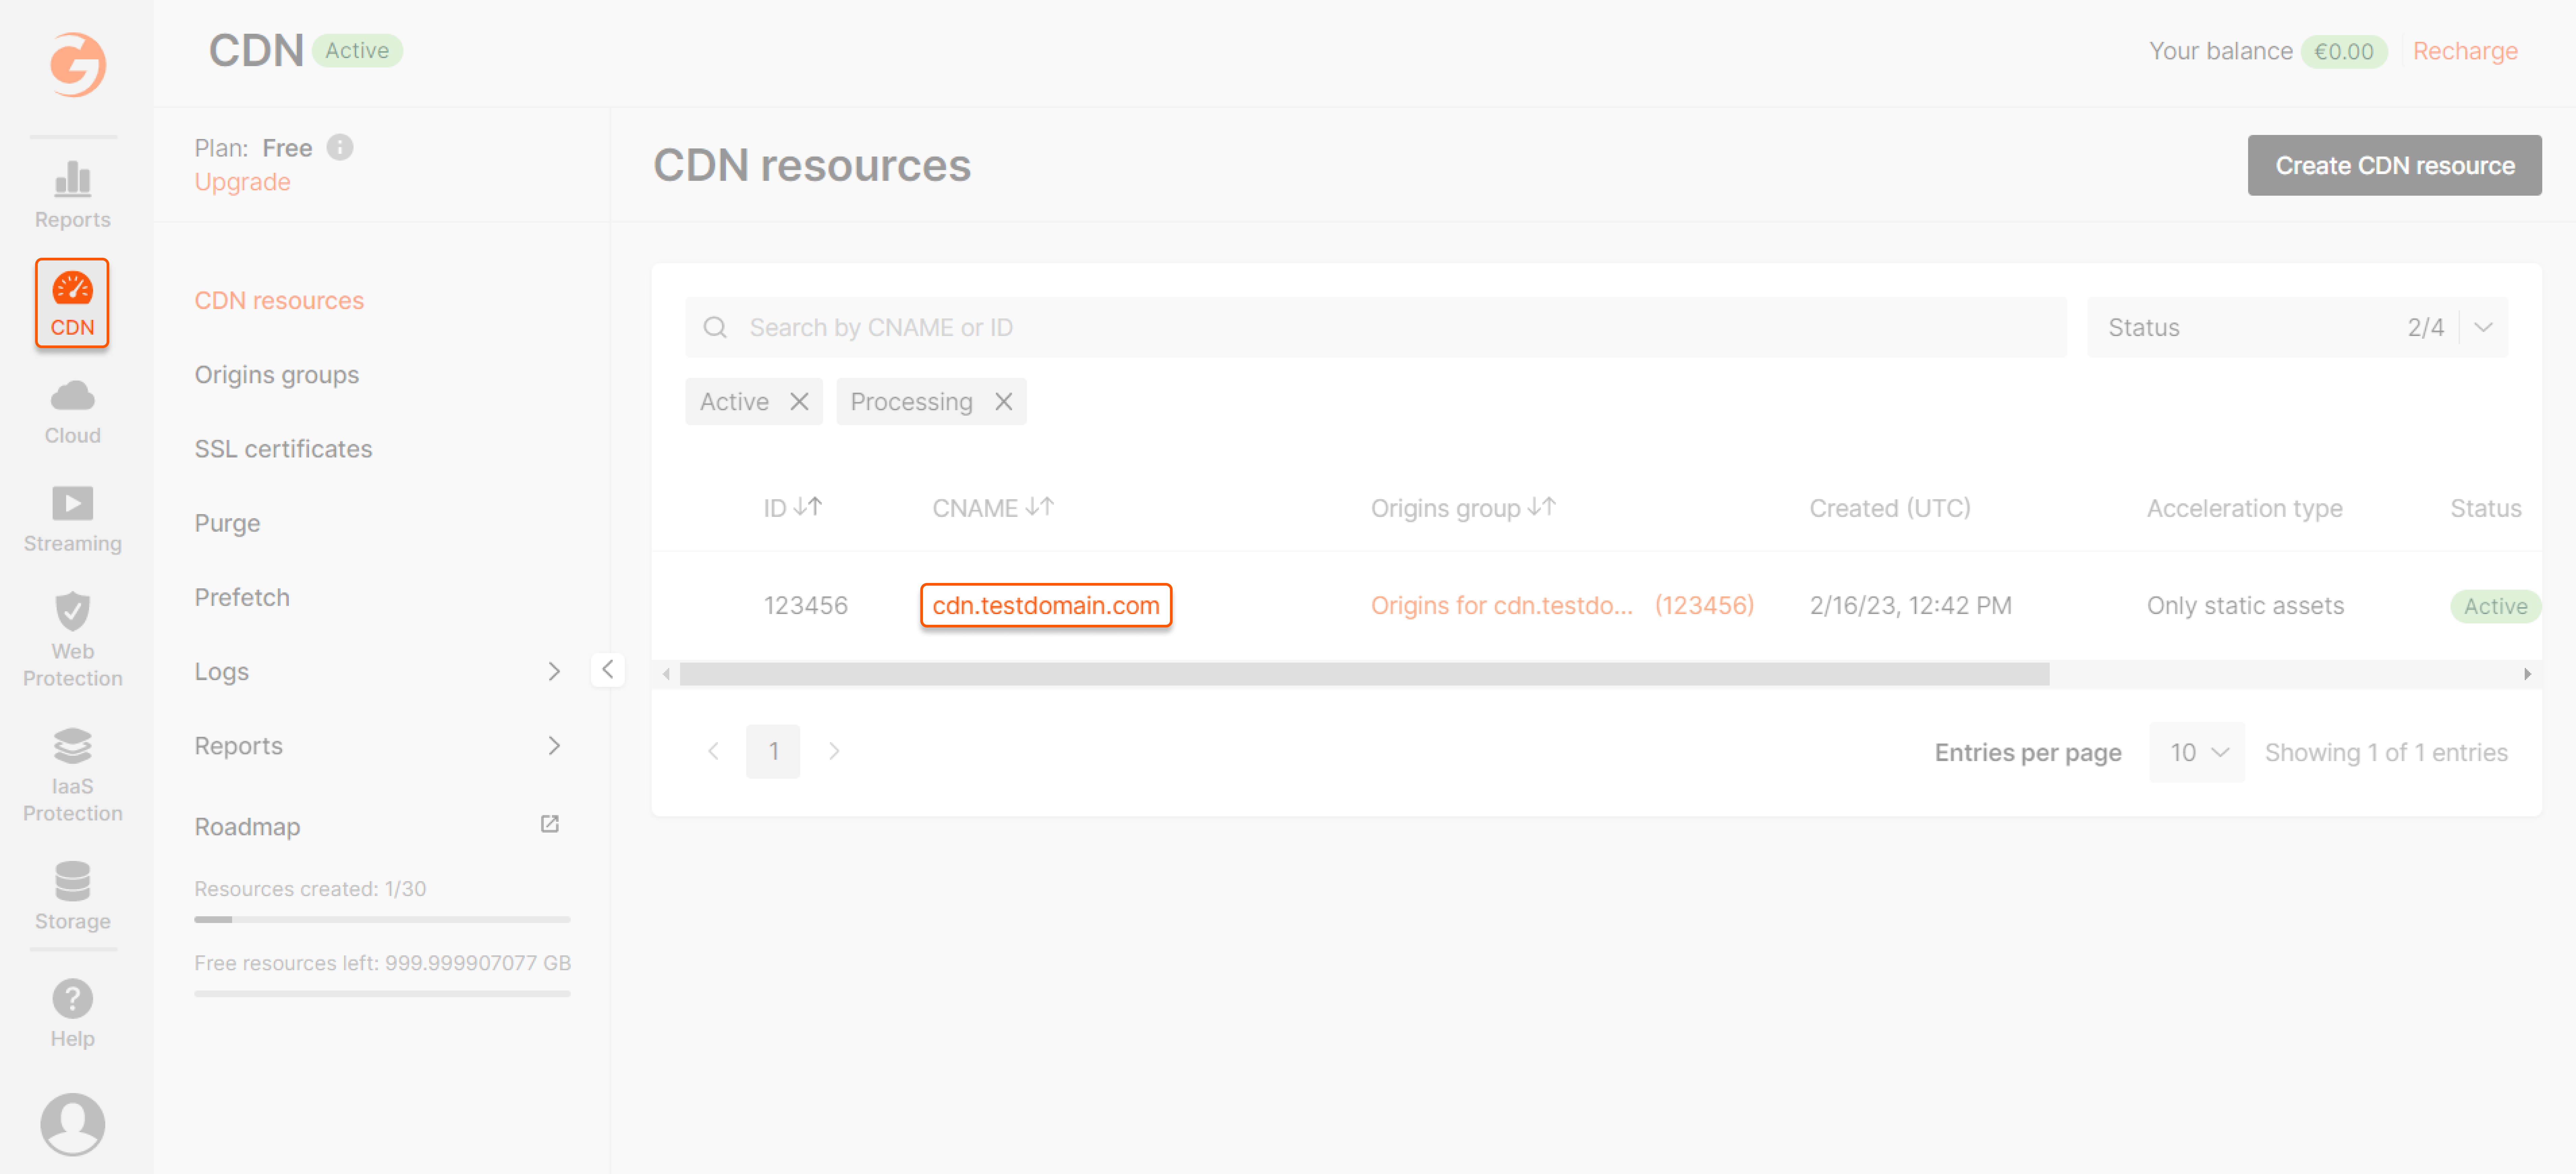 CDN Active
Your balance €0.00 Recharge
Plan: Free
Upgrade
CDN resources
Create CDN resource
Reports
CDN
Cloud
Streaming
Web
Protection
IaaS
Protection
Storage
Help
CDN resources
Origins groups
SSL certificates
Purge
Prefetch
Logs
Reports
Roadmap
Resources created: 1/30
Free resources left: 999.999907077 GB
Search by CNAME or ID
Status 2/4
Active Processing
ID CNAME Origins group Created (UTC) Acceleration type Status
123456 cdn.testdomain.com Origins for cdn.testdo... (123456) 2/16/23, 12:42 PM Only static assets Active
1
Entries per page 10 Showing 1 of 1 entries